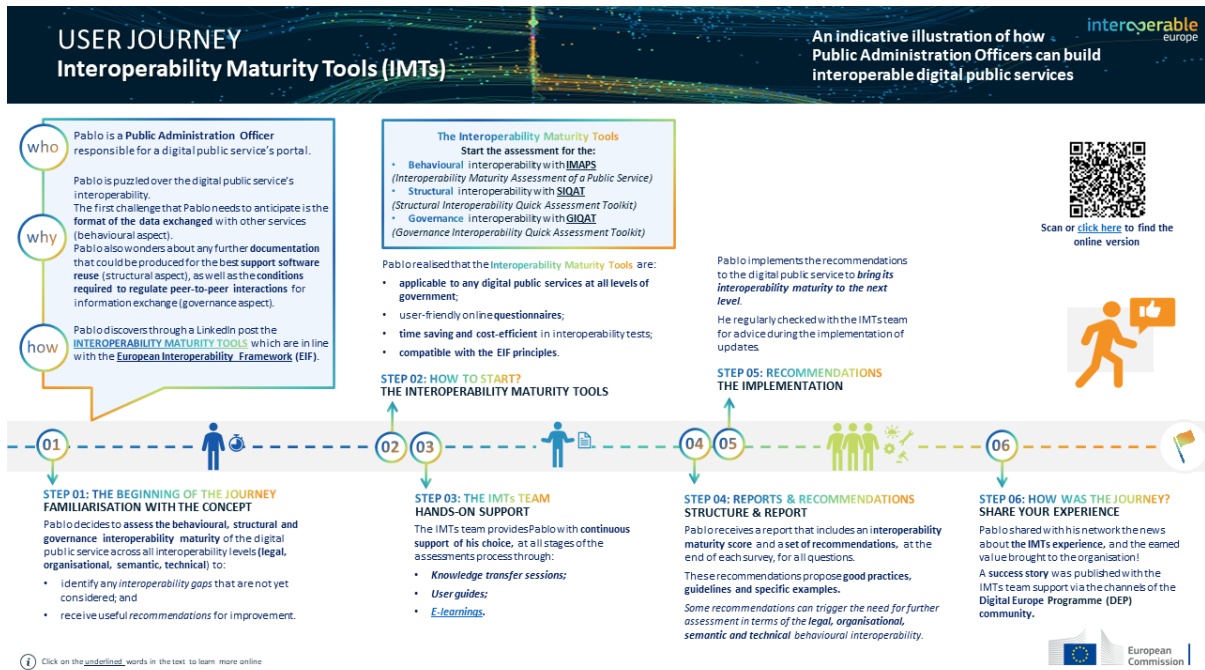 USER JOURNEY
Interoperability Maturity Tools (IMTs)
An indicative illustration of how
Public Administration Officers can build
interoperable digital public services
interoperable
europe
who
Pablo is a Public Administration Officer
responsible for a digital public service's portal.
why
Pablo is puzzled over the digital public service's
interoperability.
The first challenge that Pablo needs to anticipate is the
format of the data exchanged with other services
(behavioural aspect).
Pablo also wonders about any further documentation
that could be produced for the best support software
reuse (structural aspect), as well as the conditions
required to regulate peer-to-peer interactions for
information exchange (governance aspect).
how
Pablo discovers through a LinkedIn post the
INTEROPERABILITY MATURITY TOOLS which are in line
with the European Interoperability Framework (EIF).
The Interoperability Maturity Tools
Start the assessment for the:
• Behavioural interoperability with IMAPS
(Interoperability Maturity Assessment of a Public Service)
• Structural interoperability with SIQAT
(Structural Interoperability Quick Assessment Toolkit)
• Governance interoperability with GIQAT
(Governance Interoperability Quick Assessment Toolkit)
Pablo realised that the Interoperability Maturity Tools are:
• applicable to any digital public services at all levels of
government;
• user-friendly online questionnaires;
• time saving and cost-efficient in interoperability tests;
• compatible with the EIF principles.
STEP 02: HOW TO START?
THE INTEROPERABILITY MATURITY TOOLS
Pablo implements the recommendations
to the digital public service to bring its
interoperability maturity to the next
level.
He regularly checked with the IMTs team
for advice during the implementation of
updates.
STEP 05: RECOMMENDATIONS
THE IMPLEMENTATION
Scan or click here to find the
online version
01
02
03
04
05
06
STEP 01: THE BEGINNING OF THE JOURNEY
FAMILIARISATION WITH THE CONCEPT
Pablo decides to assess the behavioural, structural and
governance interoperability maturity of the digital
public service across all interoperability levels (legal,
organisational, semantic, technical) to:
• identify any interoperability gaps that are not yet
considered; and
• receive useful recommendations for improvement.
STEP 03: THE IMTs TEAM
HANDS-ON SUPPORT
The IMTs team provides Pablo with continuous
support of his choice, at all stages of the
assessments process through:
• Knowledge transfer sessions;
• User guides;
• E-learnings.
STEP 04: REPORTS & RECOMMENDATIONS
STRUCTURE & REPORT
Pablo receives a report that includes an interoperability
maturity score and a set of recommendations, at the
end of each survey, for all questions.
These recommendations propose good practices,
guidelines and specific examples.
Some recommendations can trigger the need for further
assessment in terms of the legal, organisational,
semantic and technical behavioural interoperability.
STEP 06: HOW WAS THE JOURNEY?
SHARE YOUR EXPERIENCE
Pablo shared with his network the news
about the IMTs experience, and the earned
value brought to the organisation!
A success story was published with the
IMTs team support via the channels of the
Digital Europe Programme (DEP)
community.
i Click on the underlined words in the text to learn more online
European
Commission